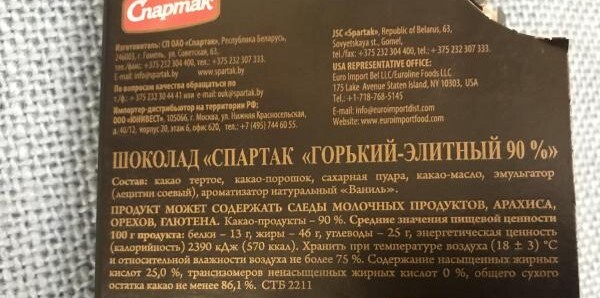 Спартак
Изготовитель: СП ОАО «Спартак», Республика Беларусь,
246003, г. Гомель, ул. Советская, 63,
тел./факс: +375 232 304 400, тел.: +375 232 307 333.
E-mail: info@spartak.by www.spartak.by
По вопросам качества обращаться по
т./ф.: + 375 232 30 44 41 или e-mail: ouk@spartak.by
Импортер-дистрибьютор на территории РФ:
ООО «ЮНИВЕСТ», 105066, г. Москва, ул. Нижняя Красносельская,
д. 40/12, корпус 20, этаж 6, офис 620, тел.: +7 (495) 744 60 55.
JSC «Spartak», Republic of Belarus, 63,
Sovyetskaya st., Gomel,
tel./fax: +375 232 304 400, tel.: +375 232 307 333.
USA REPRESENTATIVE OFFICE:
Euro Import Bel LLC/Euroline Foods LLC
175 Lake Avenue Staten Island, NY 10303, USA
Tel.: +1-718-768-5145
E-mail: www.euroimportdist.com
Website: www.euroimportfood.com
ШОКОЛАД «СПАРТАК «ГОРЬКИЙ-ЭЛИТНЫЙ 90 %»
Состав: какао тертое, какао-порошок, сахарная пудра, какао-масло, эмульгатор
(лецитин соевый), ароматизатор натуральный «Ваниль».
ПРОДУКТ МОЖЕТ СОДЕРЖАТЬ СЛЕДЫ МОЛОЧНЫХ ПРОДУКТОВ, АРАХИСА,
ОРЕХОВ, ГЛЮТЕНА. Какао-продукты – 90 %. Средние значения пищевой ценности
100 г продукта: белки – 13 г, жиры – 46 г, углеводы – 25 г, энергетическая ценность
(калорийность) 2390 кДж (570 ккал). Хранить при температуре воздуха (18 ± 3) °С
и относительной влажности воздуха не более 75 %. Содержание насыщенных жирных
кислот 25,0 %, трансизомеров ненасыщенных жирных кислот 0 %, общего сухого
остатка какао не менее 86,1 %. СТБ 2211